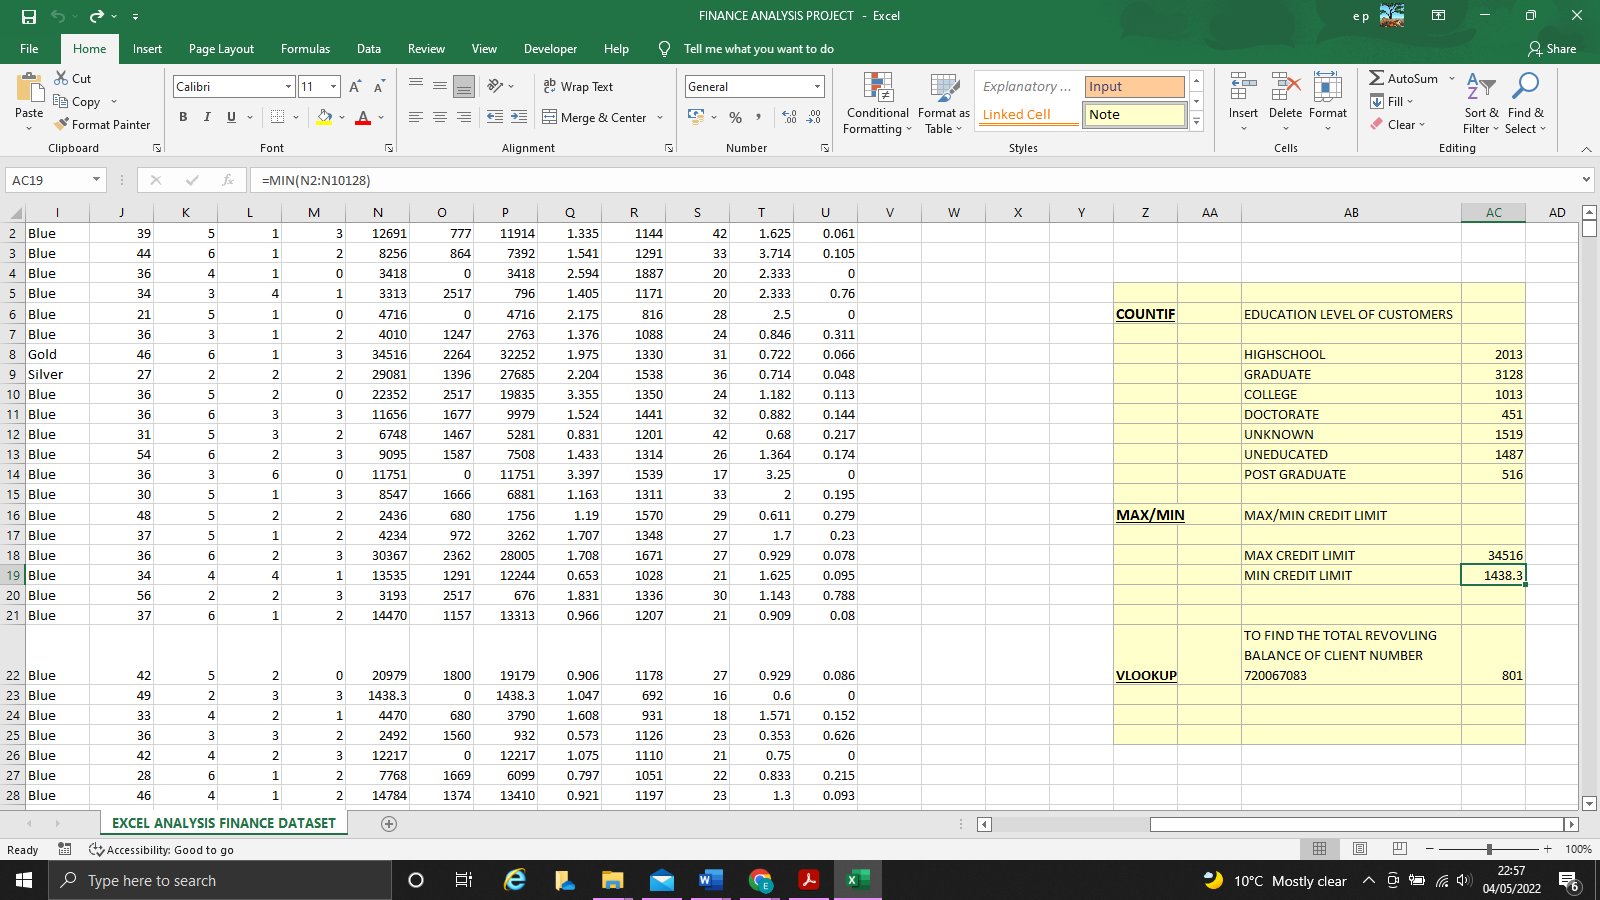 FINANCE ANALYSIS PROJECT - Excel
e p
File Home Insert Page Layout Formulas Data Review View Developer Help Tell me what you want to do Share
Paste
Cut
Copy
Format Painter
Clipboard
Calibri 11
B I U
Font
Wrap Text
Merge & Center
Alignment
General
%
Number
Conditional Formatting
Format as Table
Explanatory ... Input
Linked Cell Note
Styles
Insert Delete Format
Cells
AutoSum
Fill
Clear
Sort & Filter
Find & Select
Editing
AC19 fx =MIN(N2:N10128)
I J K L M N O P Q R S T U V W X Y Z AA AB AC AD
2 Blue 39 5 1 3 12691 777 11914 1.335 1144 42 1.625 0.061
3 Blue 44 6 1 2 8256 864 7392 1.541 1291 33 3.714 0.105
4 Blue 36 4 1 0 3418 0 3418 2.594 1887 20 2.333 0
5 Blue 34 3 4 1 3313 2517 796 1.405 1171 20 2.333 0.76
6 Blue 21 5 1 0 4716 0 4716 2.175 816 28 2.5 0 COUNTIF EDUCATION LEVEL OF CUSTOMERS
7 Blue 36 3 1 2 4010 1247 2763 1.376 1088 24 0.846 0.311
8 Gold 46 6 1 3 34516 2264 32252 1.975 1330 31 0.722 0.066 HIGHSCHOOL 2013
9 Silver 27 2 2 2 29081 1396 27685 2.204 1538 36 0.714 0.048 GRADUATE 3128
10 Blue 36 5 2 0 22352 2517 19835 3.355 1350 24 1.182 0.113 COLLEGE 1013
11 Blue 36 6 3 3 11656 1677 9979 1.524 1441 32 0.882 0.144 DOCTORATE 451
12 Blue 31 5 3 2 6748 1467 5281 0.831 1201 42 0.68 0.217 UNKNOWN 1519
13 Blue 54 6 2 3 9095 1587 7508 1.433 1314 26 1.364 0.174 UNEDUCATED 1487
14 Blue 36 3 6 0 11751 0 11751 3.397 1539 17 3.25 0 POST GRADUATE 516
15 Blue 30 5 1 3 8547 1666 6881 1.163 1311 33 2 0.195
16 Blue 48 5 2 2 2436 680 1756 1.19 1570 29 0.611 0.279 MAX/MIN MAX/MIN CREDIT LIMIT
17 Blue 37 5 1 2 4234 972 3262 1.707 1348 27 1.7 0.23
18 Blue 36 6 2 3 30367 2362 28005 1.708 1671 27 0.929 0.078 MAX CREDIT LIMIT 34516
19 Blue 34 4 4 1 13535 1291 12244 0.653 1028 21 1.625 0.095 MIN CREDIT LIMIT 1438.3
20 Blue 56 2 2 3 3193 2517 676 1.831 1336 30 1.143 0.788
21 Blue 37 6 1 2 14470 1157 13313 0.966 1207 21 0.909 0.08
TO FIND THE TOTAL REVOVLING
BALANCE OF CLIENT NUMBER
22 Blue 42 5 2 0 20979 1800 19179 0.906 1178 27 0.929 0.086 VLOOKUP 720067083 801
23 Blue 49 2 3 3 1438.3 0 1438.3 1.047 692 16 0.6 0
24 Blue 33 4 2 1 4470 680 3790 1.608 931 18 1.571 0.152
25 Blue 36 3 3 2 2492 1560 932 0.573 1126 23 0.353 0.626
26 Blue 42 4 2 3 12217 0 12217 1.075 1110 21 0.75 0
27 Blue 28 6 1 2 7768 1669 6099 0.797 1051 22 0.833 0.215
28 Blue 46 4 1 2 14784 1374 13410 0.921 1197 23 1.3 0.093
EXCEL ANALYSIS FINANCE DATASET
Ready Accessibility: Good to go 100%
Type here to search
10°C Mostly clear
22:57
04/05/2022
6